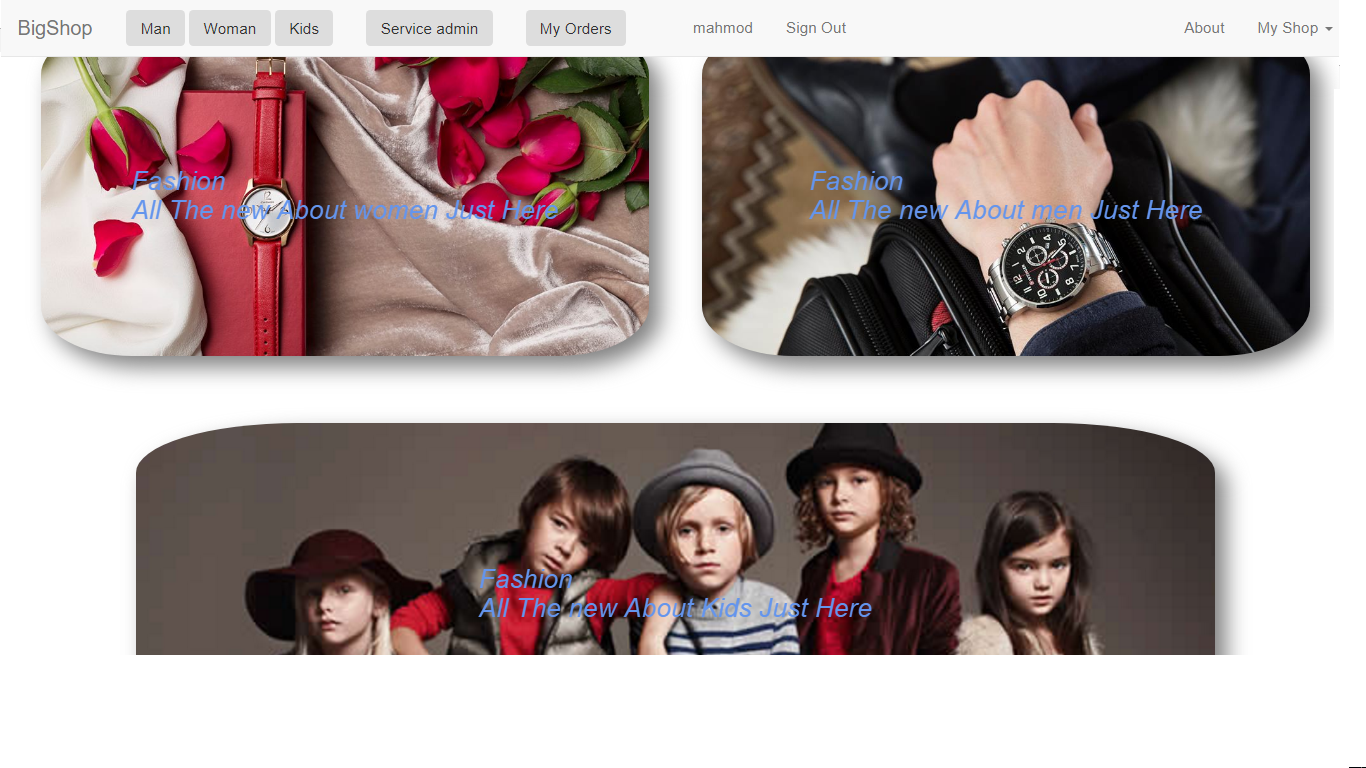 BigShop Man Woman Kids Service admin My Orders mahmod Sign Out About My Shop
Fashion
All The new About women Just Here
Fashion
All The new About men Just Here
Fashion
All The new About Kids Just Here